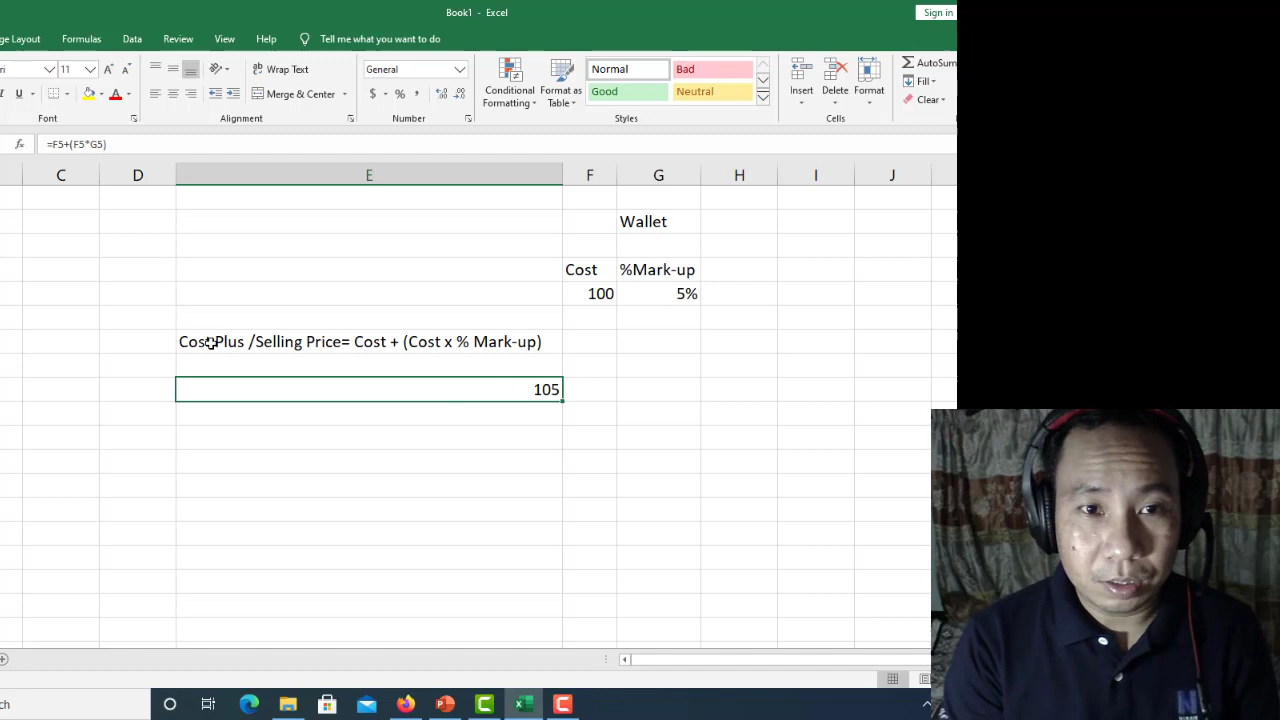 Book1 - Excel
Sign in
ge Layout Formulas Data Review View Help Tell me what you want to do
11 Wrap Text General Normal Bad AutoSum
Conditional Formatting Format as Table Insert Delete Format Fill
U Merge & Center $ % Good Neutral Clear
Font Alignment Number Styles Cells
fx =F5+(F5*G5)
C D E F G H I J
Wallet
Cost %Mark-up
100 5%
Cost Plus /Selling Price= Cost + (Cost x % Mark-up)
105